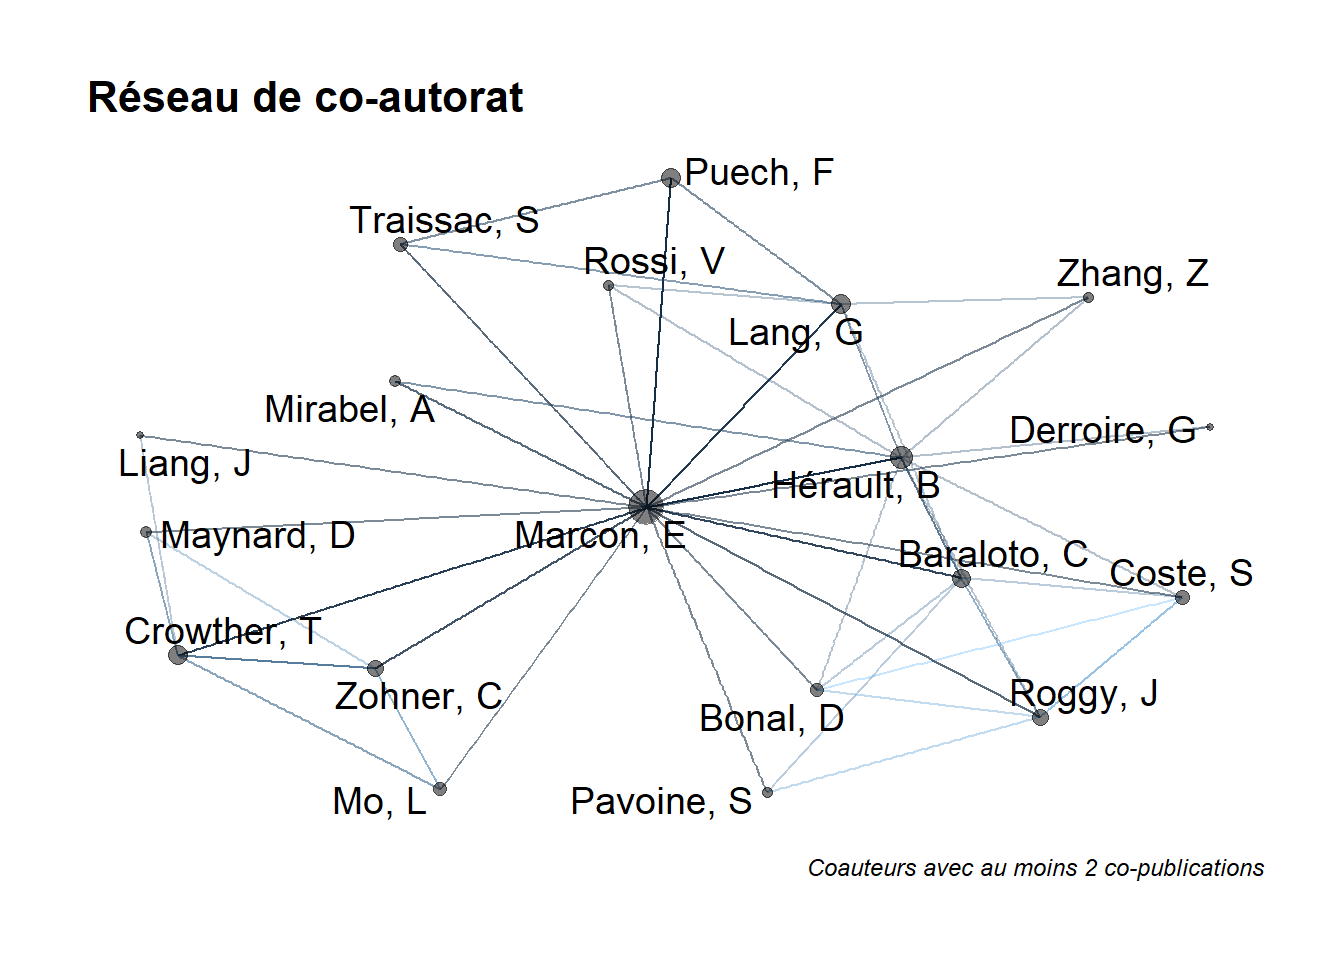 Réseau de co-autorat
Puech, F
Traissac, S
Rossi, V
Zhang, Z
Lang, G
Mirabel, A
Derroire, G
Liang, J
Hérault, B
Maynard, D
Marcon, E
Baraloto, C
Coste, S
Crowther, T
Zohner, C
Roggy, J
Bonal, D
Mo, L
Pavoine, S
Coauteurs avec au moins 2 co-publications